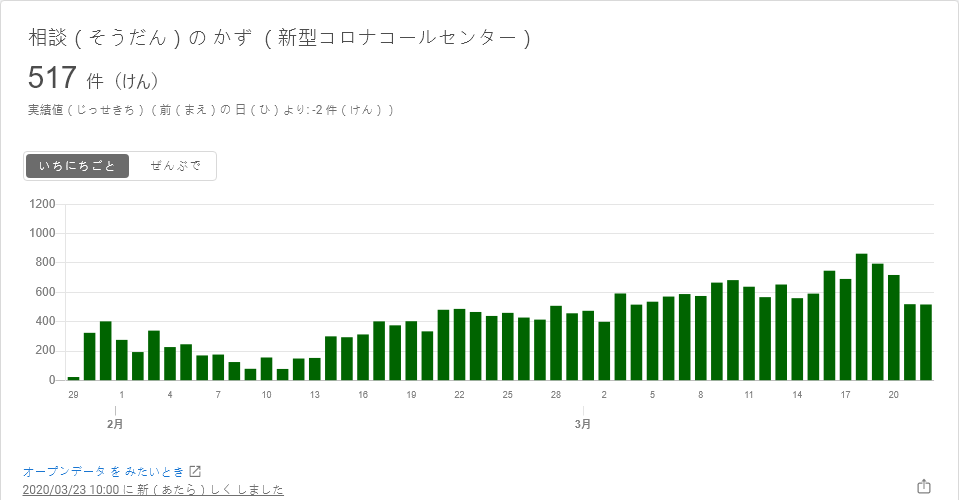 相談 ( そうだん ) の かず ( 新型コロナコールセンター )
517 件（けん）
実績値 ( じっせきち ) ( 前 ( まえ ) の 日 ( ひ ) より: -2 件 ( けん ) )
いちにちごと ぜんぶで
1200
1000
800
600
400
200
0
29 1 4 7 10 13 16 19 22 25 28 2 5 8 11 14 17 20
2月 3月
オープンデータ を みたいとき
2020/03/23 10:00 に 新 ( あたら ) しく しました